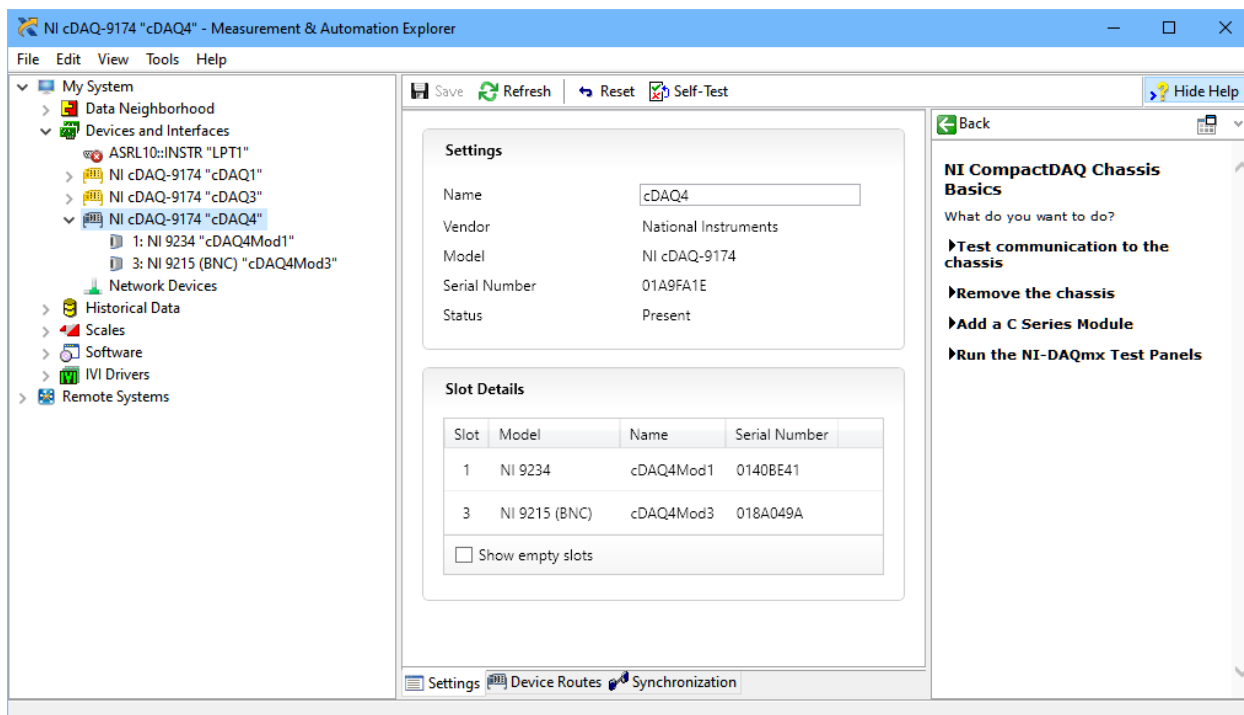 NI cDAQ-9174 "cDAQ4" - Measurement & Automation Explorer
File Edit View Tools Help
My System
Data Neighborhood
Devices and Interfaces
ASRL10::INSTR "LPT1"
NI cDAQ-9174 "cDAQ1"
NI cDAQ-9174 "cDAQ3"
NI cDAQ-9174 "cDAQ4"
1: NI 9234 "cDAQ4Mod1"
3: NI 9215 (BNC) "cDAQ4Mod3"
Network Devices
Historical Data
Scales
Software
IVI Drivers
Remote Systems
Save Refresh Reset Self-Test Hide Help
Settings
Name cDAQ4
Vendor National Instruments
Model NI cDAQ-9174
Serial Number 01A9FA1E
Status Present
Slot Details
Slot Model Name Serial Number
1 NI 9234 cDAQ4Mod1 0140BE41
3 NI 9215 (BNC) cDAQ4Mod3 018A049A
Show empty slots
Settings Device Routes Synchronization
Back
NI CompactDAQ Chassis
Basics
What do you want to do?
Test communication to the
chassis
Remove the chassis
Add a C Series Module
Run the NI-DAQmx Test Panels